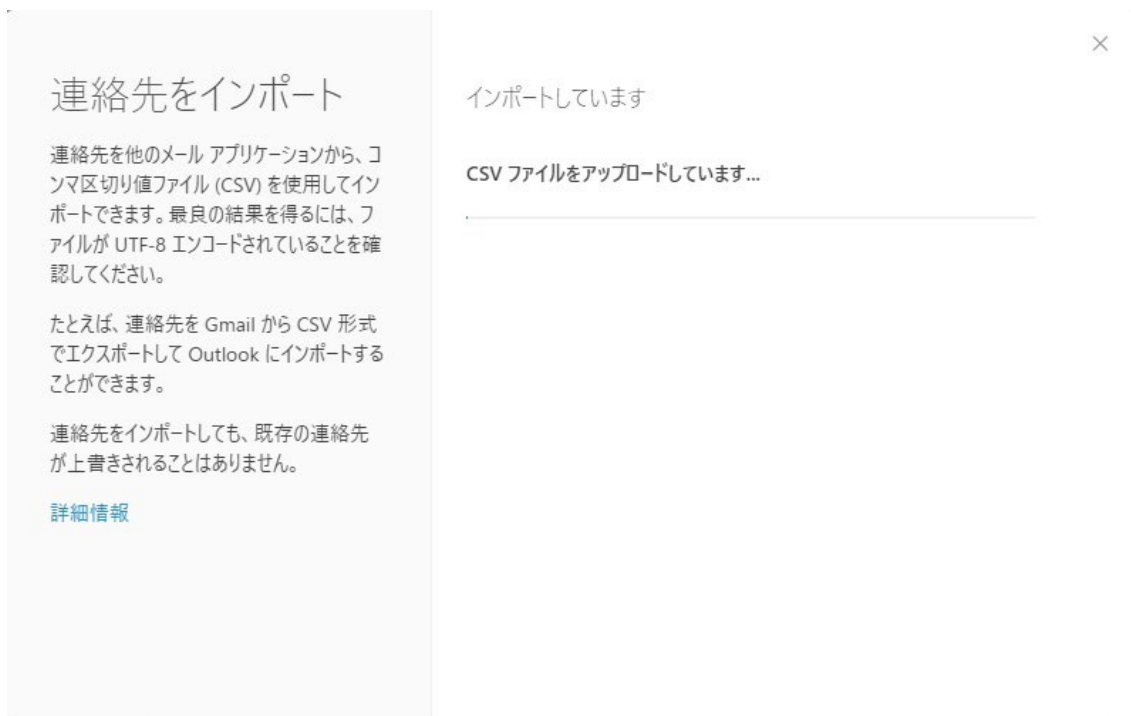 連絡先をインポート
連絡先を他のメール アプリケーションから、コ
ンマ区切り値ファイル (CSV) を使用してイン
ポートできます。最良の結果を得るには、フ
ァイルが UTF-8 エンコードされていることを確
認してください。
たとえば、連絡先を Gmail から CSV 形式
でエクスポートして Outlook にインポートする
ことができます。
連絡先をインポートしても、既存の連絡先
が上書きされることはありません。
詳細情報
インポートしています
CSV ファイルをアップロードしています...